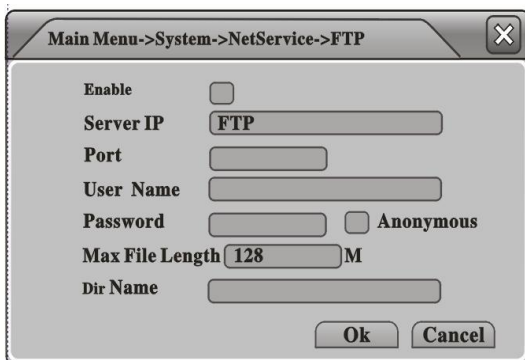 Main Menu->System->NetService->FTP
Enable
Server IP FTP
Port
User Name
Password Anonymous
Max File Length 128 M
Dir Name
Ok Cancel